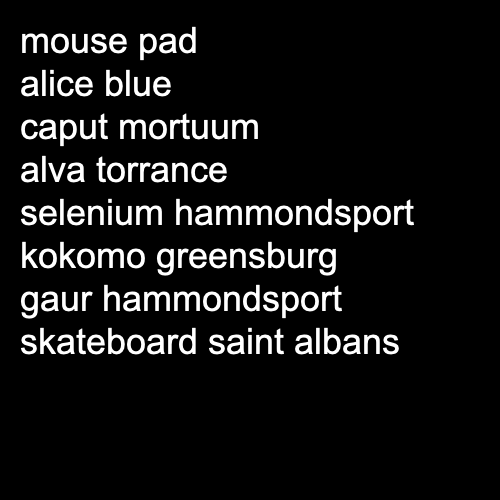 mouse pad
alice blue
caput mortuum
alva torrance
selenium hammondsport
kokomo greensburg
gaur hammondsport
skateboard saint albans